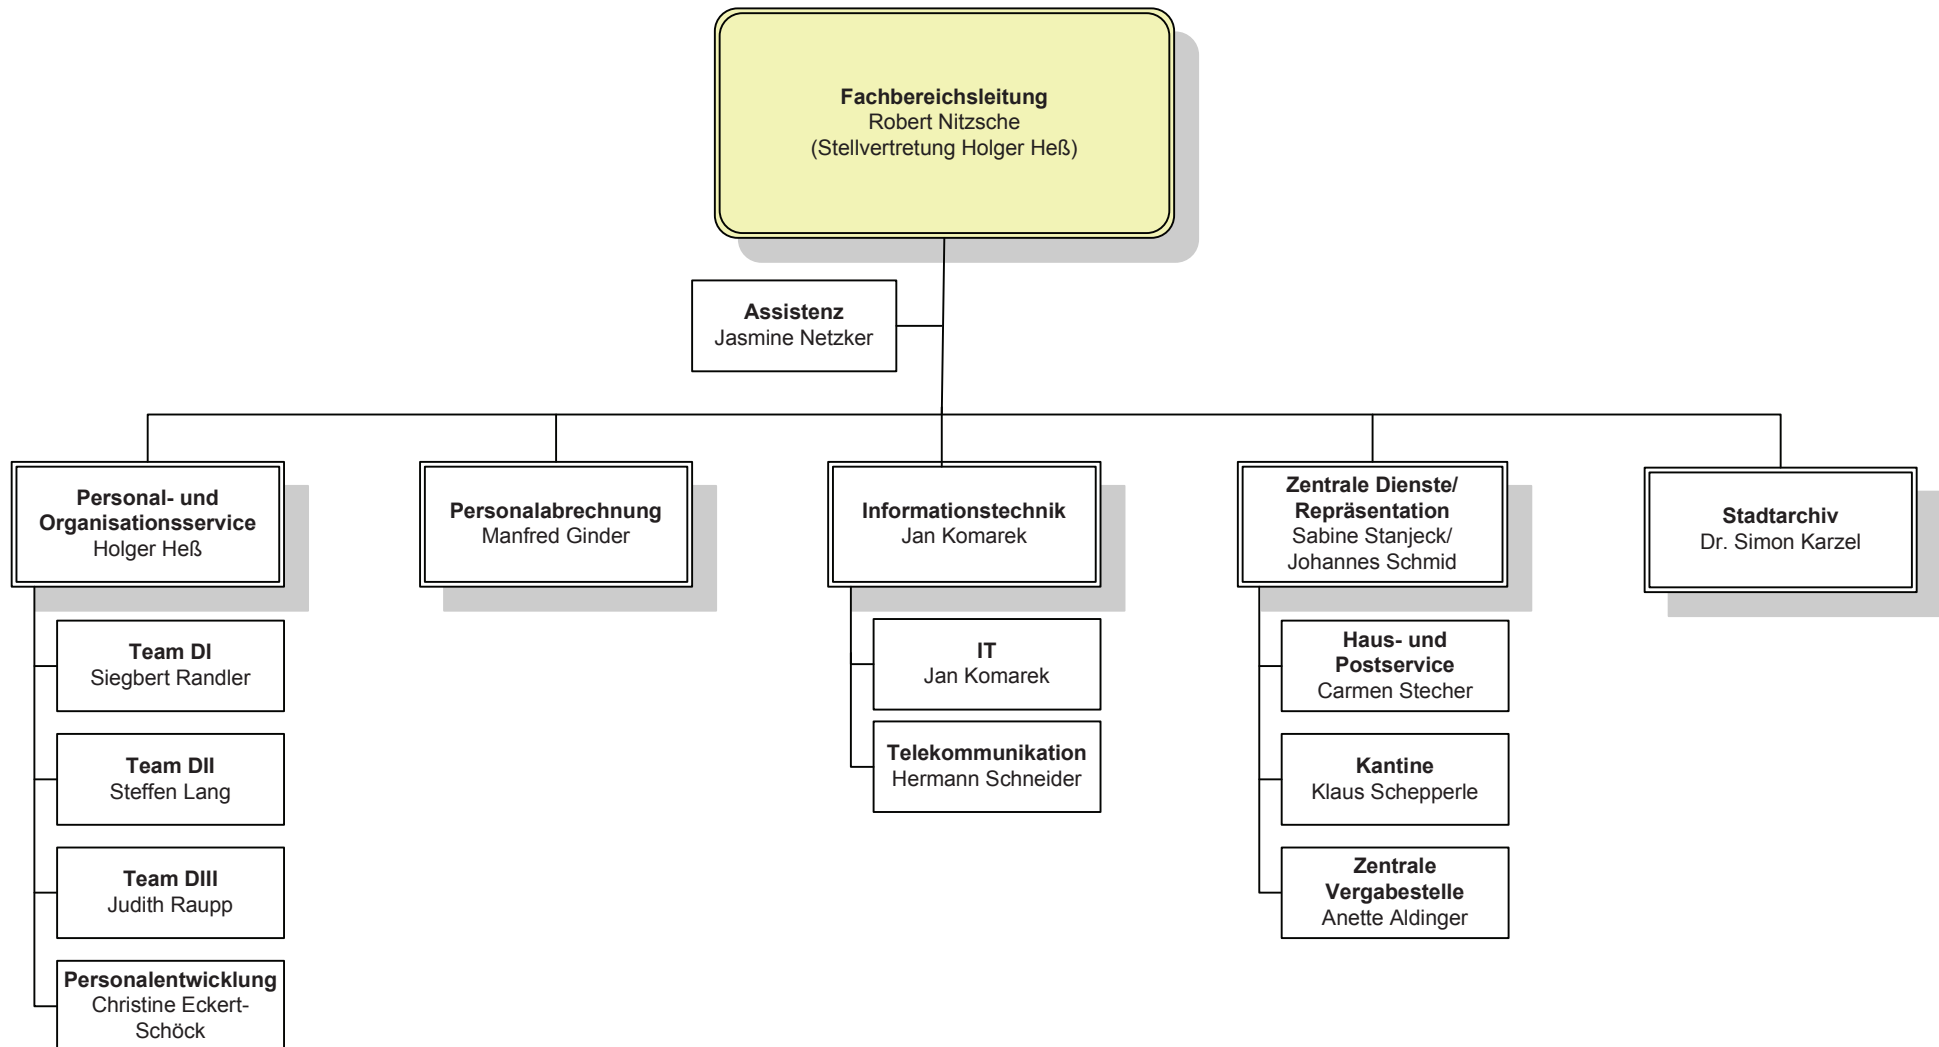 Fachbereichsleitung
Robert Nitzsche
(Stellvertretung Holger Heß)
Assistenz
Jasmine Netzker
Personal- und
Organisationsservice
Holger Heß
Personalabrechnung
Manfred Ginder
Informationstechnik
Jan Komarek
Zentrale Dienste/
Repräsentation
Sabine Stanjeck/
Johannes Schmid
Stadtarchiv
Dr. Simon Karzel
Team DI
Siegbert Randler
Team DII
Steffen Lang
Team DIII
Judith Raupp
Personalentwicklung
Christine Eckert-
Schöck
IT
Jan Komarek
Telekommunikation
Hermann Schneider
Haus- und
Postservice
Carmen Stecher
Kantine
Klaus Schepperle
Zentrale
Vergabestelle
Anette Aldinger